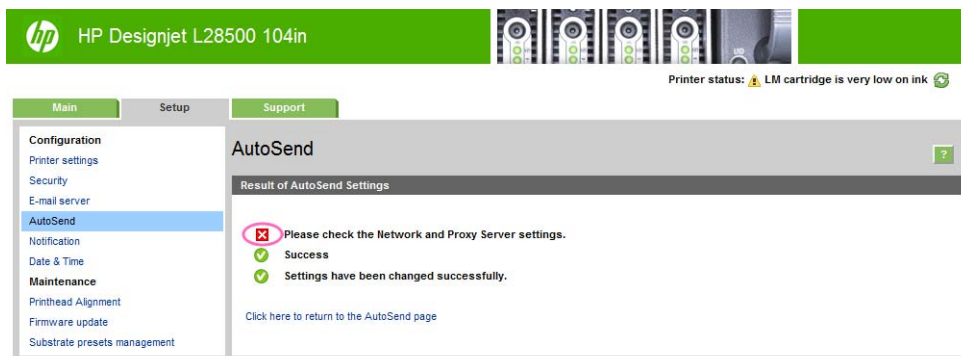 hp HP Designjet L28500 104in
Printer status: LM cartridge is very low on ink
Main Setup Support
Configuration
Printer settings
Security
E-mail server
AutoSend
Notification
Date & Time
Maintenance
Printhead Alignment
Firmware update
Substrate presets management
AutoSend
?
Result of AutoSend Settings
Please check the Network and Proxy Server settings.
Success
Settings have been changed successfully.
Click here to return to the AutoSend page